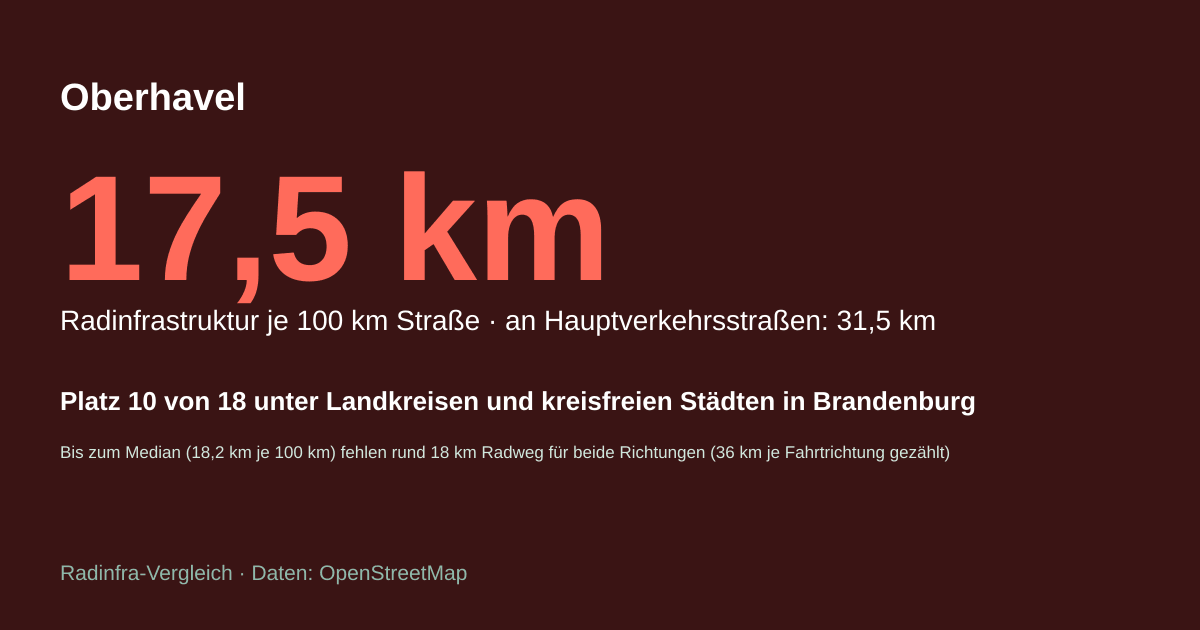 Oberhavel
17,5 km
Radinfrastruktur je 100 km Straße · an Hauptverkehrsstraßen: 31,5 km
Platz 10 von 18 unter Landkreisen und kreisfreien Städten in Brandenburg
Bis zum Median (18,2 km je 100 km) fehlen rund 18 km Radweg für beide Richtungen (36 km je Fahrtrichtung gezählt)
Radinfra-Vergleich · Daten: OpenStreetMap